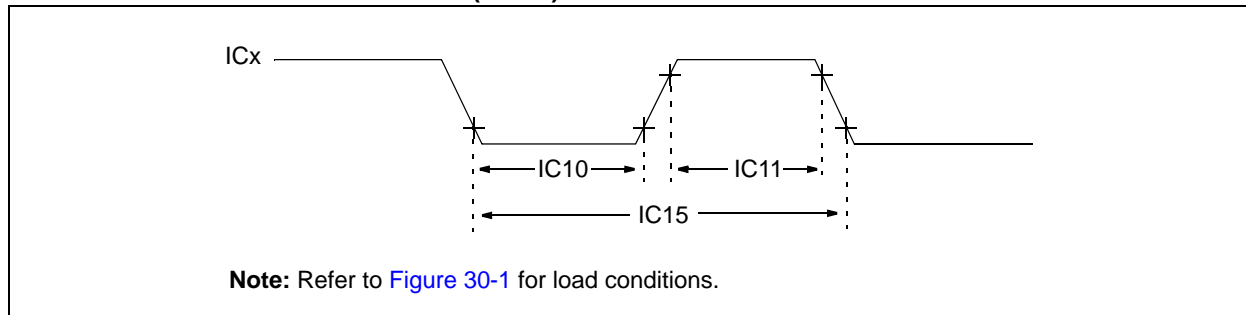 ICx
IC10
IC11
IC15
Note: Refer to Figure 30-1 for load conditions.